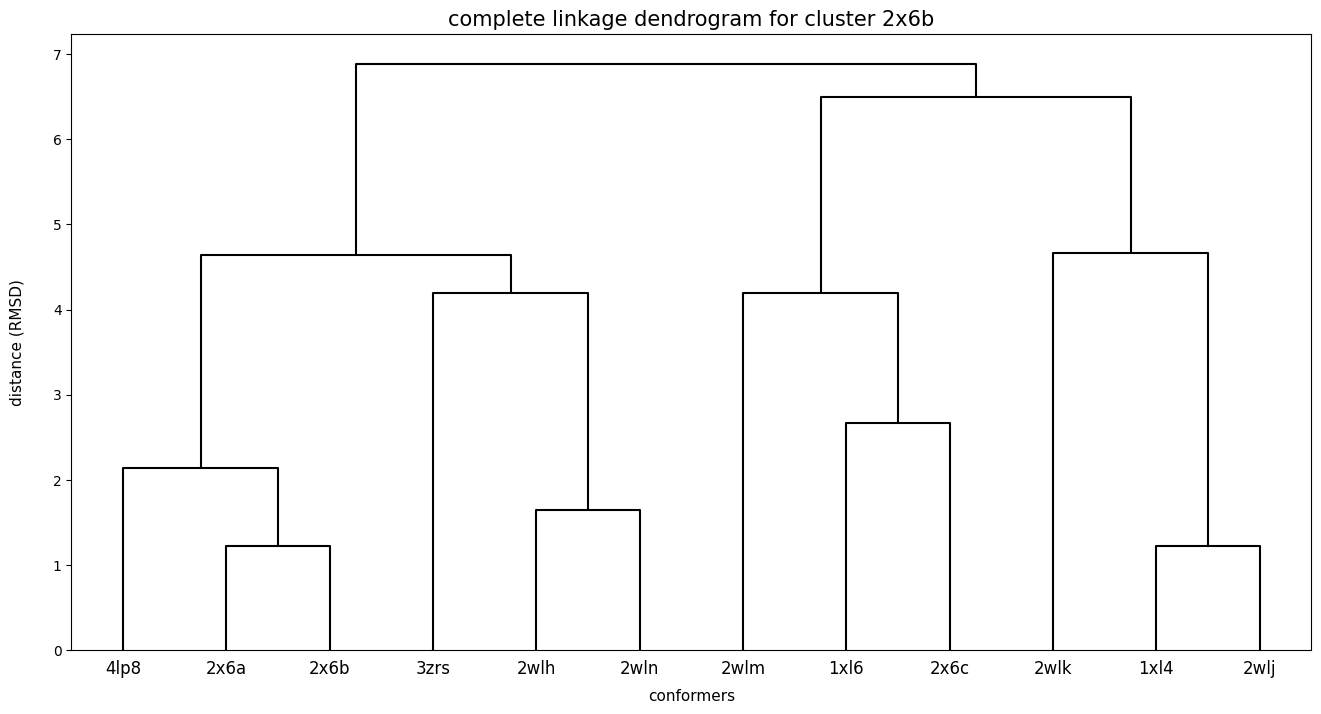 complete linkage dendrogram for cluster 2x6b
7
6
5
4
3
2
1
0
distance (RMSD)
4lp8 2x6a 2x6b 3zrs 2wlh 2wln 2wlm 1xl6 2x6c 2wlk 1xl4 2wlj
conformers